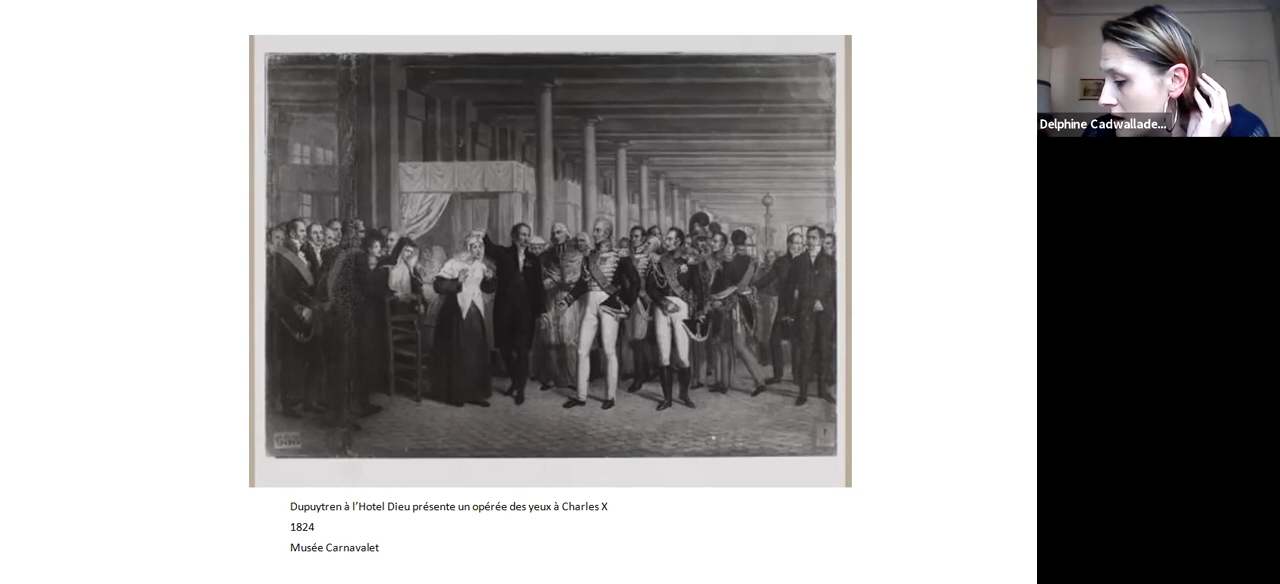 Dupuytren à l'Hotel Dieu présente un opérée des yeux à Charles X
1824
Musée Carnavalet
Delphine Cadwallade...